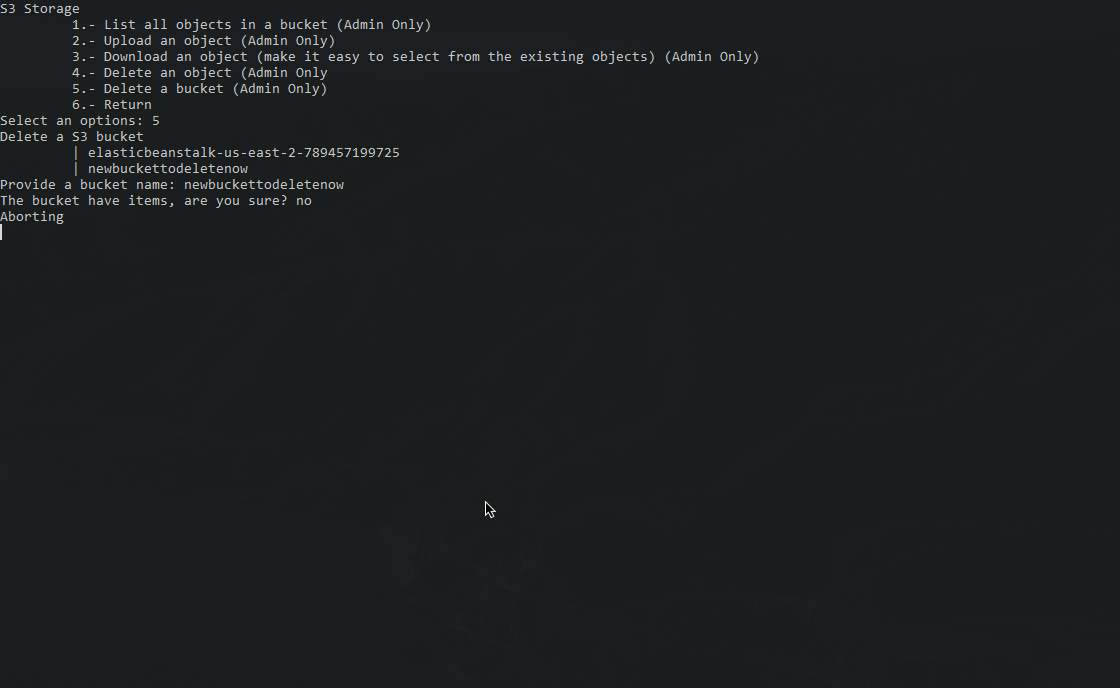 S3 Storage
1.- List all objects in a bucket (Admin Only)
2.- Upload an object (Admin Only)
3.- Download an object (make it easy to select from the existing objects) (Admin Only)
4.- Delete an object (Admin Only
5.- Delete a bucket (Admin Only)
6.- Return
Select an options: 5
Delete a S3 bucket
| elasticbeanstalk-us-east-2-789457199725
| newbuckettodeletenow
Provide a bucket name: newbuckettodeletenow
The bucket have items, are you sure? no
Aborting